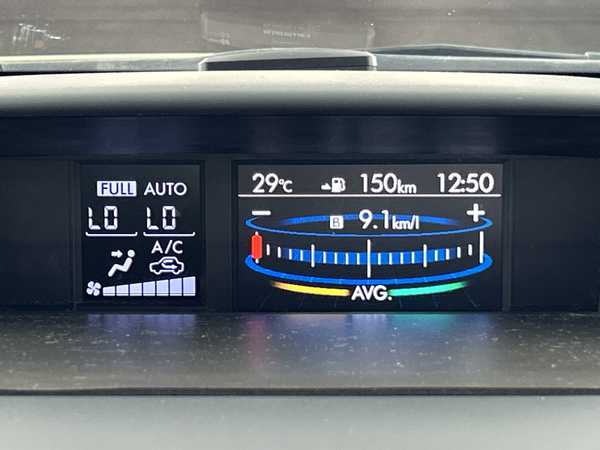 FULL AUTO
LO LO
A/C
29°C 150km 12:50
− B 9.1km/l +
AVG.